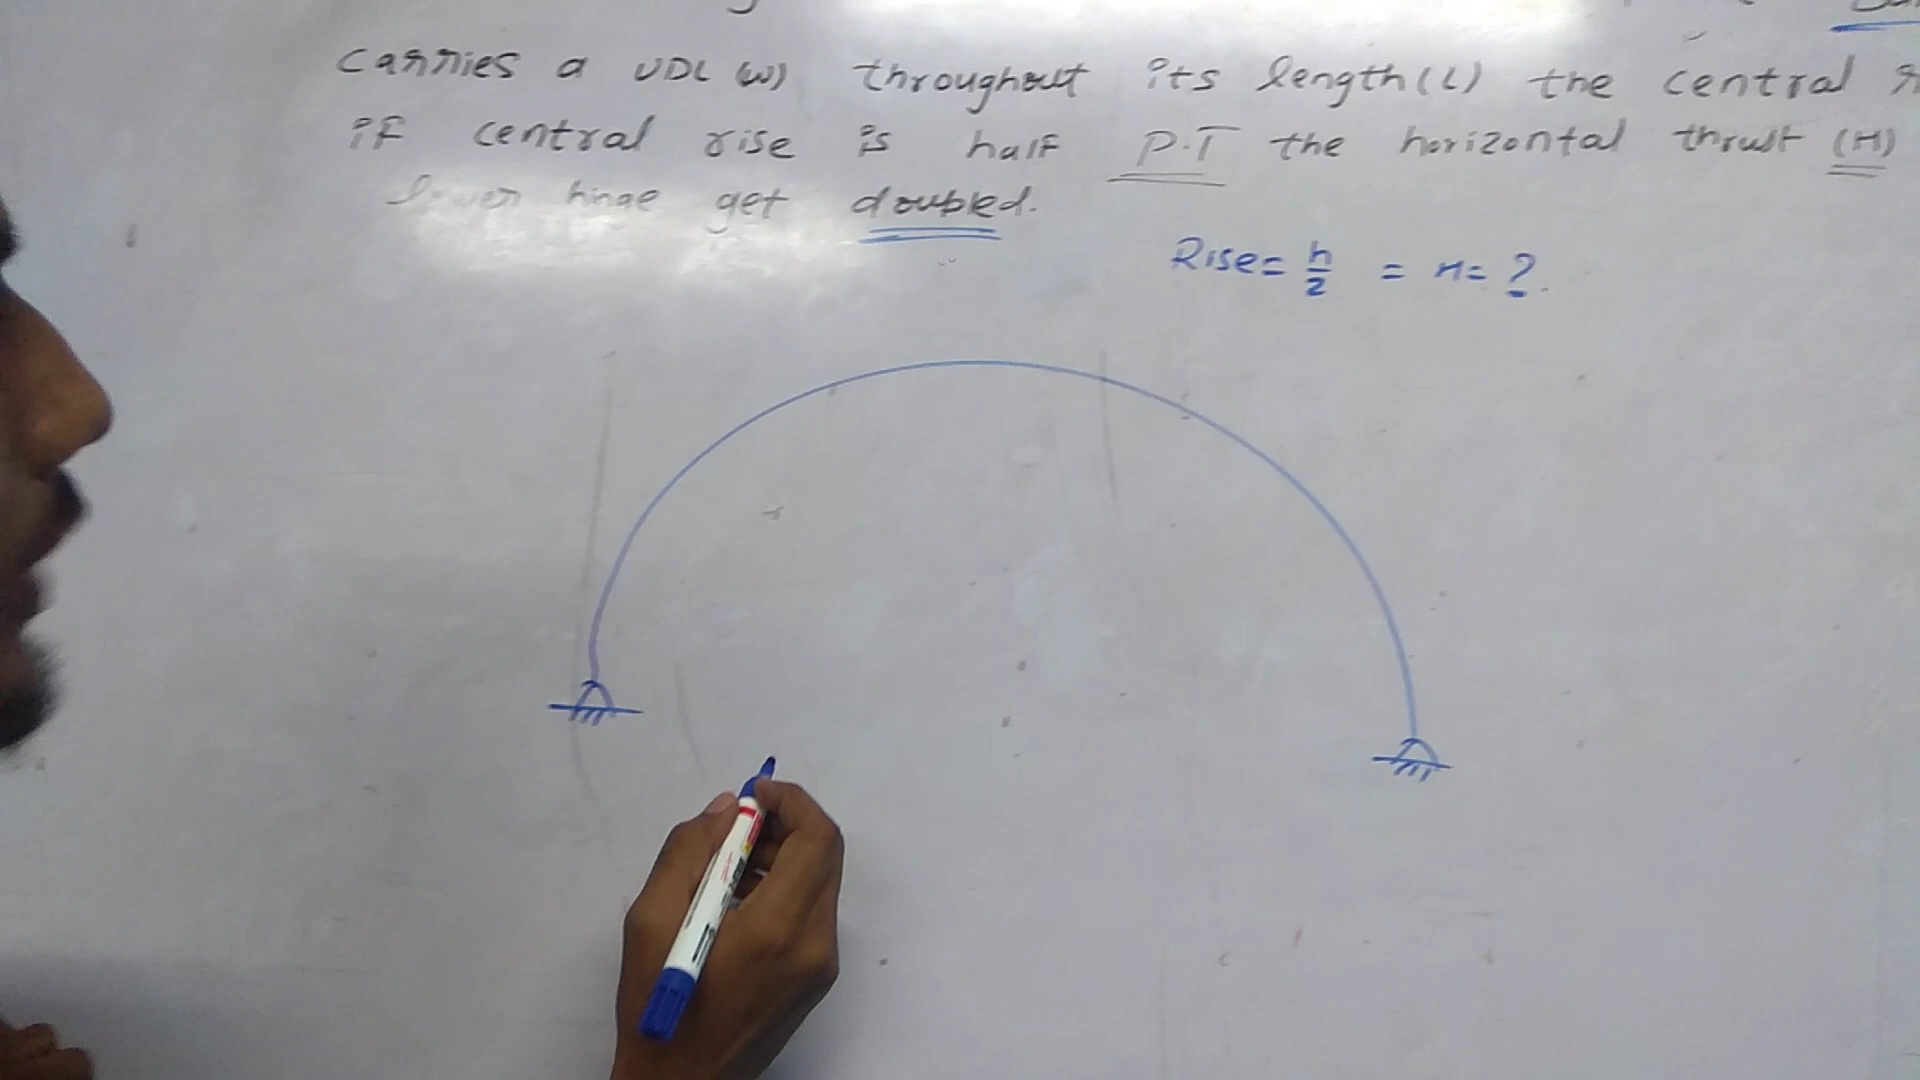 carries a UDL (w) throughout its length (L) the central
if central rise is half P.T the horizontal thrust (H)
lower hinge get doubled.
Rise = h/2 = H = ?